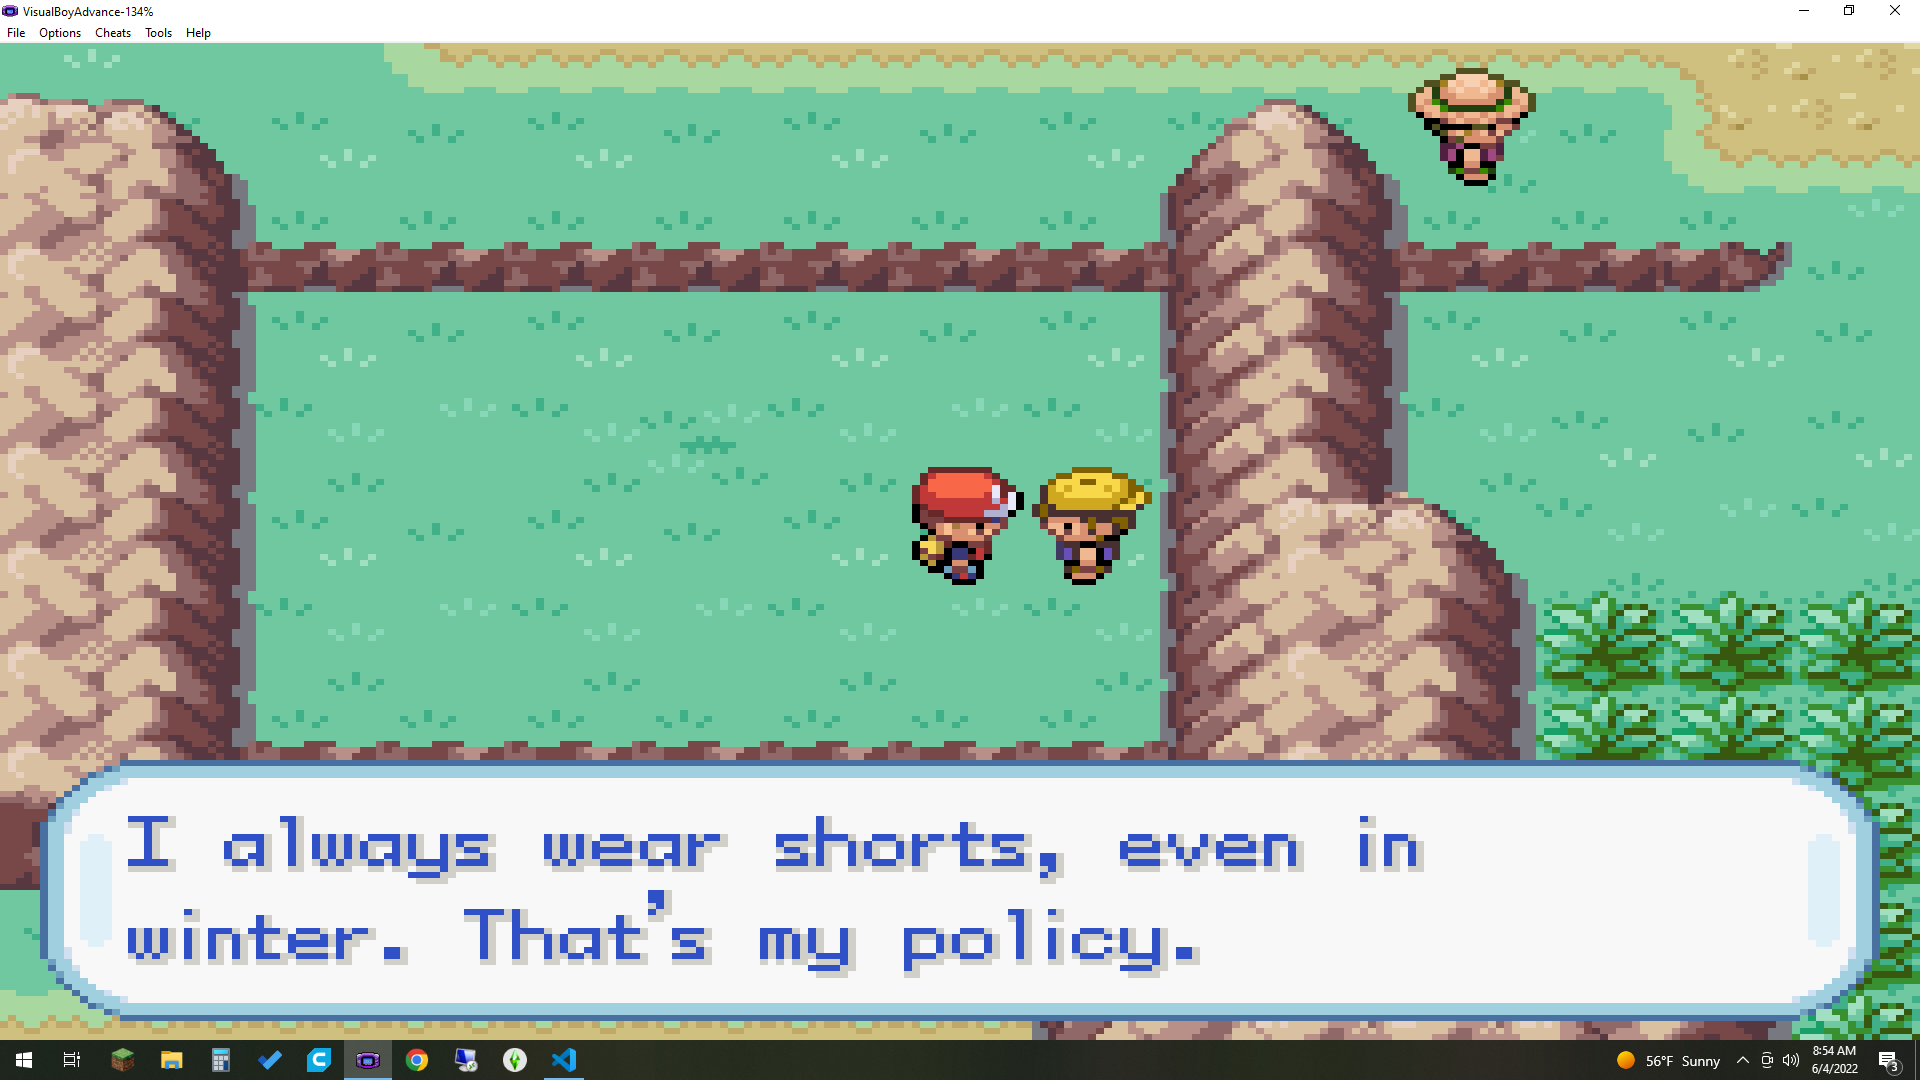 VisualBoyAdvance-134%
File Options Cheats Tools Help
I always wear shorts, even in
winter. That's my policy.
56°F Sunny
8:54 AM
6/4/2022
3